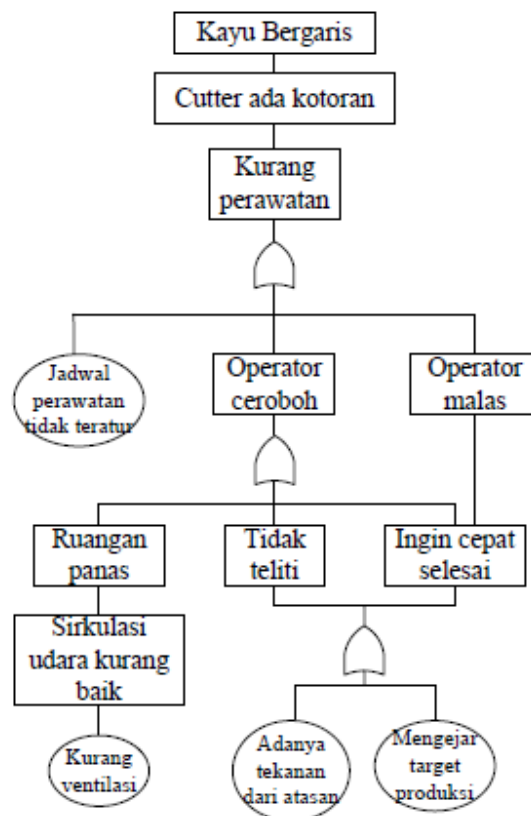 Kayu Bergaris
Cutter ada kotoran
Kurang
perawatan
Jadwal
perawatan
tidak teratur
Operator
ceroboh
Operator
malas
Ruangan
panas
Tidak
teliti
Ingin cepat
selesai
Sirkulasi
udara kurang
baik
Kurang
ventilasi
Adanya
tekanan
dari atasan
Mengejar
target
produksi